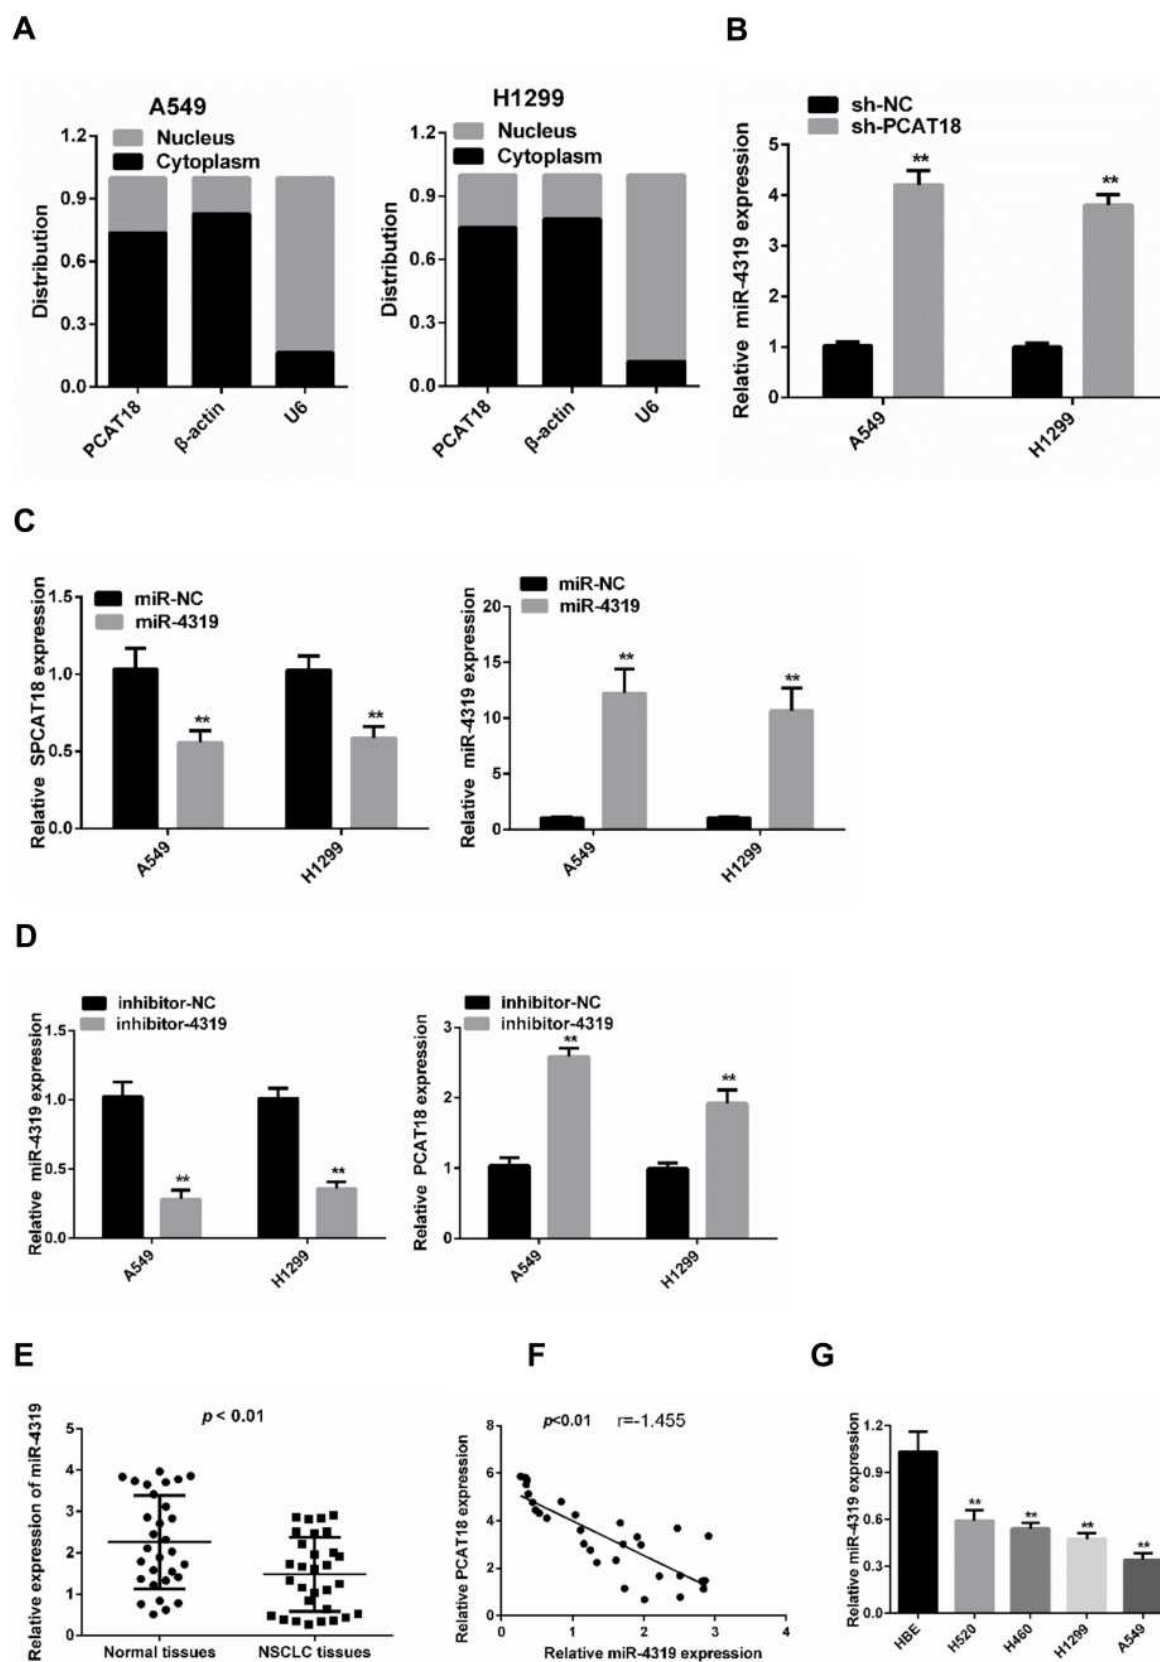 A
B
A549
Nucleus
Cytoplasm
Distribution
1.2
0.9
0.6
0.3
0.0
PCAT18
β-actin
U6
H1299
Nucleus
Cytoplasm
Distribution
1.2
0.9
0.6
0.3
0.0
PCAT18
β-actin
U6
sh-NC
sh-PCAT18
Relative miR-4319 expression
5
4
3
2
1
0
**
**
A549
H1299
C
miR-NC
miR-4319
Relative SPCAT18 expression
1.5
1.0
0.5
0.0
**
**
A549
H1299
miR-NC
miR-4319
Relative miR-4319 expression
20
15
10
5
0
**
**
A549
H1299
D
inhibitor-NC
inhibitor-4319
Relative miR-4319 expression
1.5
1.0
0.5
0.0
**
**
A549
H1299
inhibitor-NC
inhibitor-4319
Relative PCAT18 expression
3
2
1
0
**
**
A549
H1299
E
F
G
p < 0.01
Relative expression of miR-4319
5
4
3
2
1
0
Normal tissues
NSCLC tissues
p<0.01 r=-1.455
Relative PCAT18 expression
8
6
4
2
0
0
1
2
3
4
Relative miR-4319 expression
Relative miR-4319 expression
1.2
0.9
0.6
0.3
0.0
**
**
**
**
HBE
H520
H460
H1299
A549